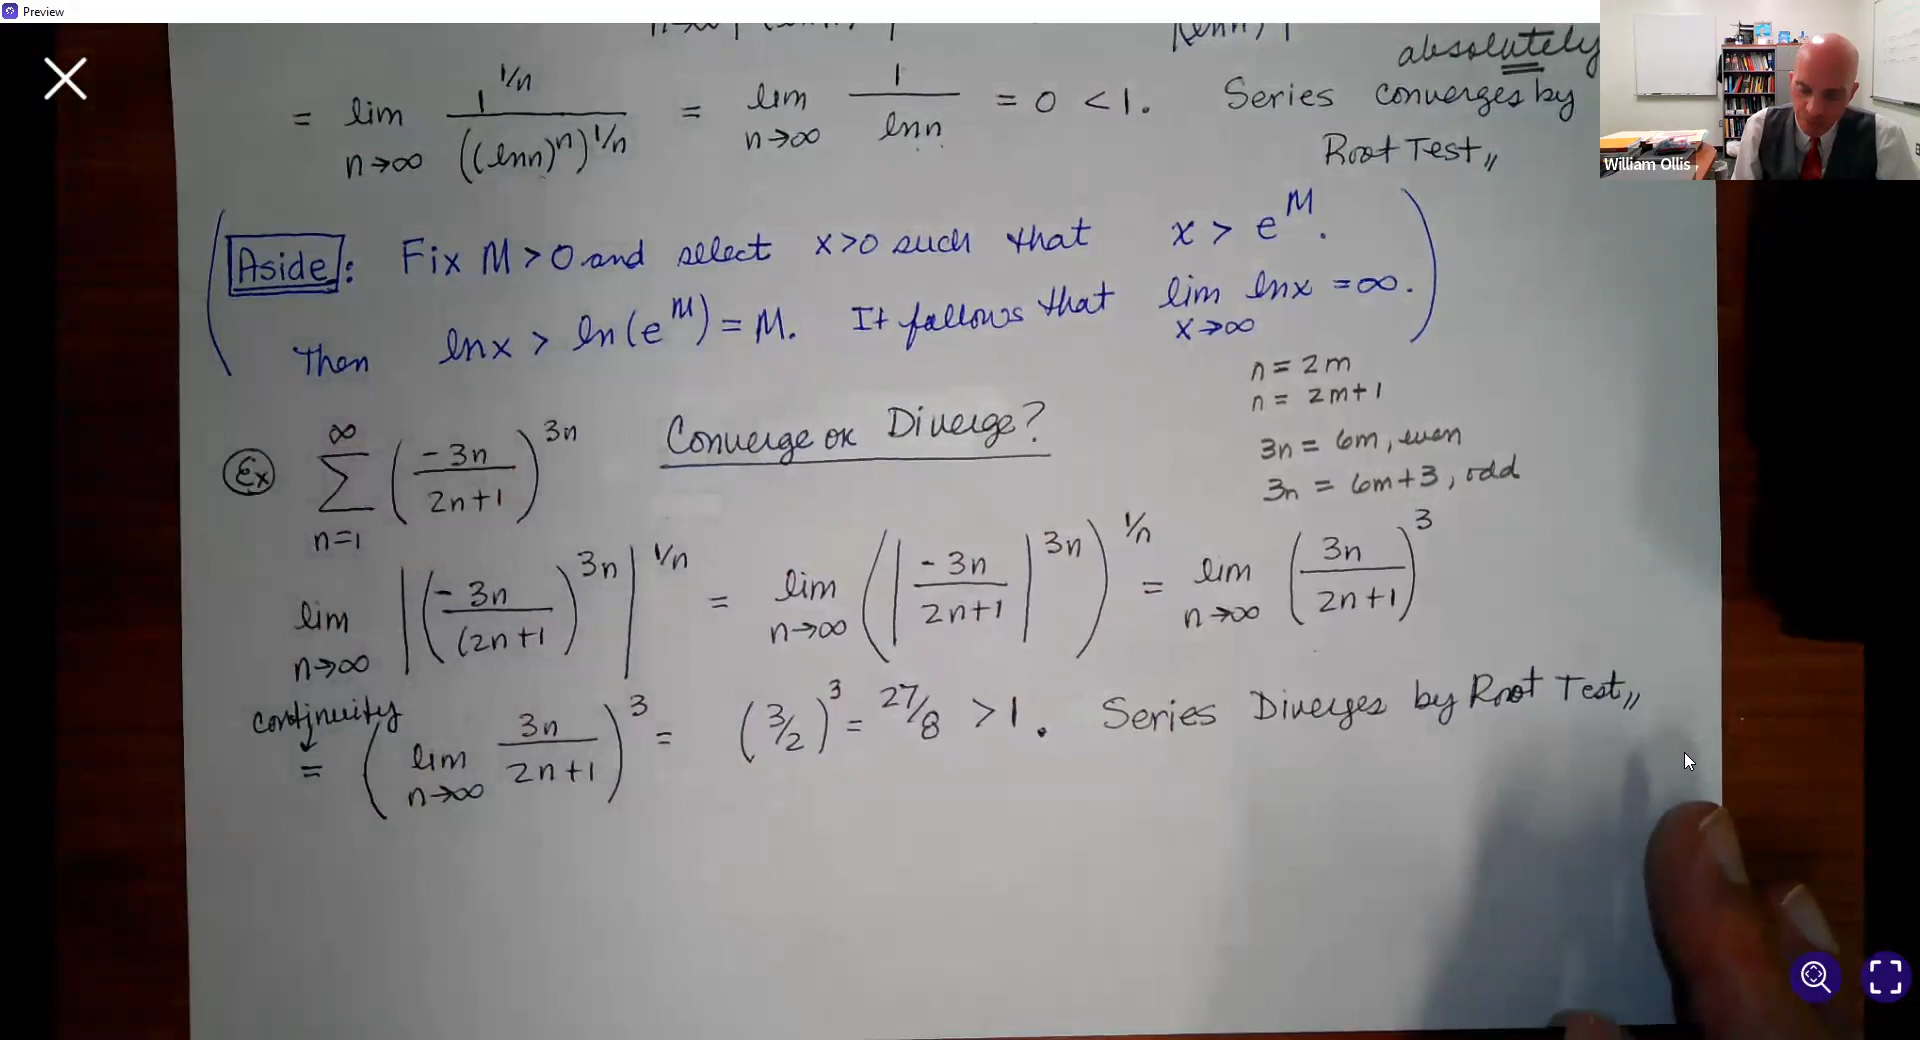 Preview
absolutely
= lim n→∞ 1^(1/n) / ((lnn)^n)^(1/n) = lim n→∞ 1 / lnn = 0 < 1. Series converges by
Root Test //
William Ollis
Aside: Fix M > 0 and select x > 0 such that x > e^M.
Then lnx > ln(e^M) = M. It follows that lim x→∞ lnx = ∞.
n = 2m
n = 2m+1
3n = 6m, even
3n = 6m+3, odd
Ex ∑ n=1 ∞ (-3n / 2n+1)^3n Converge or Diverge?
lim n→∞ |(-3n / (2n+1)^3n|^1/n = lim n→∞ (|-3n / 2n+1|^3n)^1/n = lim n→∞ (3n / 2n+1)^3
continuity
= (lim n→∞ 3n / 2n+1)^3 = (3/2)^3 = 27/8 > 1. Series Diverges by Root Test //